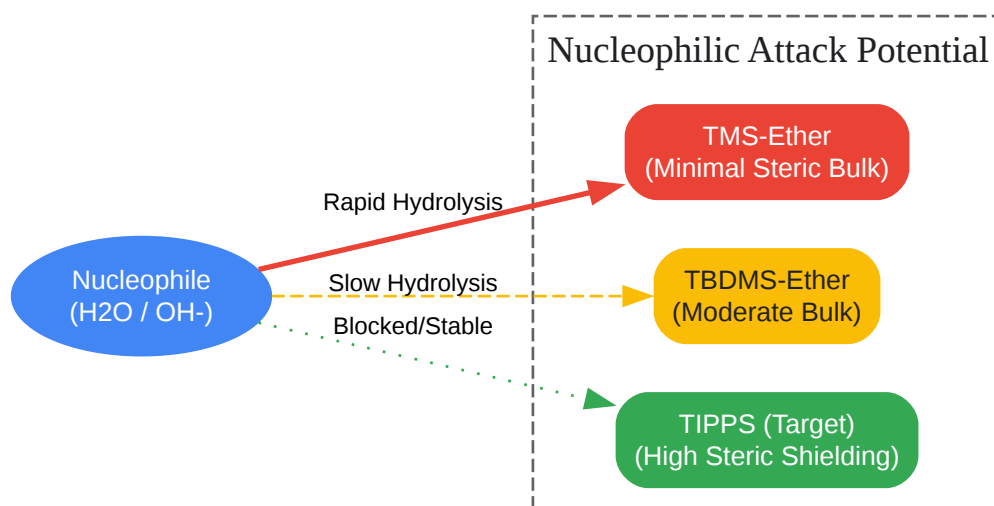 Nucleophilic Attack Potential
TMS-Ether
(Minimal Steric Bulk)
Rapid Hydrolysis
Nucleophile
(H2O / OH-)
Slow Hydrolysis
TBDMS-Ether
(Moderate Bulk)
Blocked/Stable
TIPPS (Target)
(High Steric Shielding)